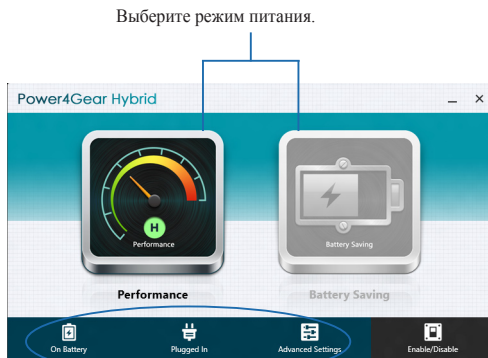 Выберите режим питания.
Power4Gear Hybrid
H
Performance
Battery Saving
Performance
Battery Saving
On Battery
Plugged In
Advanced Settings
Enable/Disable